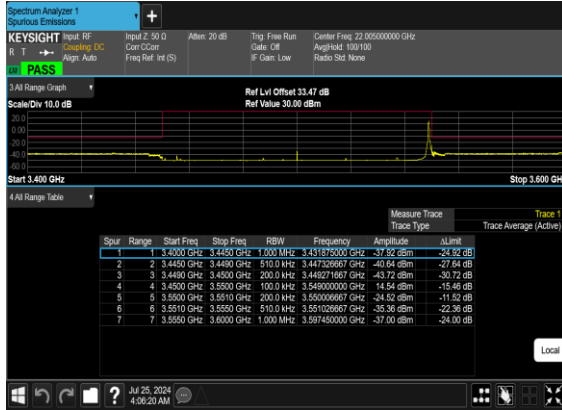 Spectrum Analyzer 1
Spurious Emissions
+
KEYSIGHT Input: RF Input Z: 50 Ω Atten: 20 dB Trig: Free Run Center Freq: 22.005000000 GHz
R T Coupling: DC Corr CCorr Gate: Off Avg|Hold: 100/100
Align: Auto Freq Ref: Int (S) IF Gain: Low Radio Std: None
PASS
3 All Range Graph
Ref Lvl Offset 33.47 dB
Scale/Div 10.0 dB Ref Value 30.00 dBm
20.0
0.00
-20.0
-40.0
-60.0
Start 3.400 GHz Stop 3.600 GH
4 All Range Table
Measure Trace Trace 1
Trace Type Trace Average (Active)
Spur Range Start Freq Stop Freq RBW Frequency Amplitude ΔLimit
1 1 3.4000 GHz 3.4450 GHz 1.000 MHz 3.431875000 GHz -37.92 dBm -24.92 dB
2 2 3.4450 GHz 3.4490 GHz 510.0 kHz 3.447326667 GHz -40.64 dBm -27.64 dB
3 3 3.4490 GHz 3.4500 GHz 200.0 kHz 3.449271667 GHz -43.72 dBm -30.72 dB
4 4 3.4500 GHz 3.5500 GHz 100.0 kHz 3.549000000 GHz 14.54 dBm -15.46 dB
5 5 3.5500 GHz 3.5510 GHz 200.0 kHz 3.550006667 GHz -24.52 dBm -11.52 dB
6 6 3.5510 GHz 3.5550 GHz 510.0 kHz 3.551026667 GHz -35.36 dBm -22.36 dB
7 7 3.5550 GHz 3.6000 GHz 1.000 MHz 3.597450000 GHz -37.00 dBm -24.00 dB
Local
? Jul 25, 2024
4:06:20 AM